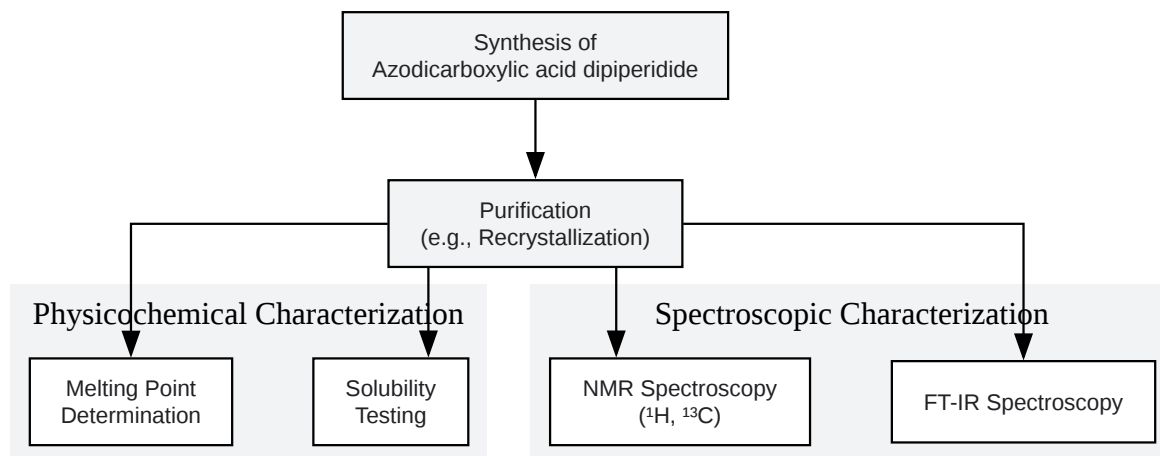 Synthesis of
Azodicarboxylic acid dipiperidide
Purification
(e.g., Recrystallization)
Physicochemical Characterization
Spectroscopic Characterization
Melting Point
Determination
Solubility
Testing
NMR Spectroscopy
(¹H, ¹³C)
FT-IR Spectroscopy